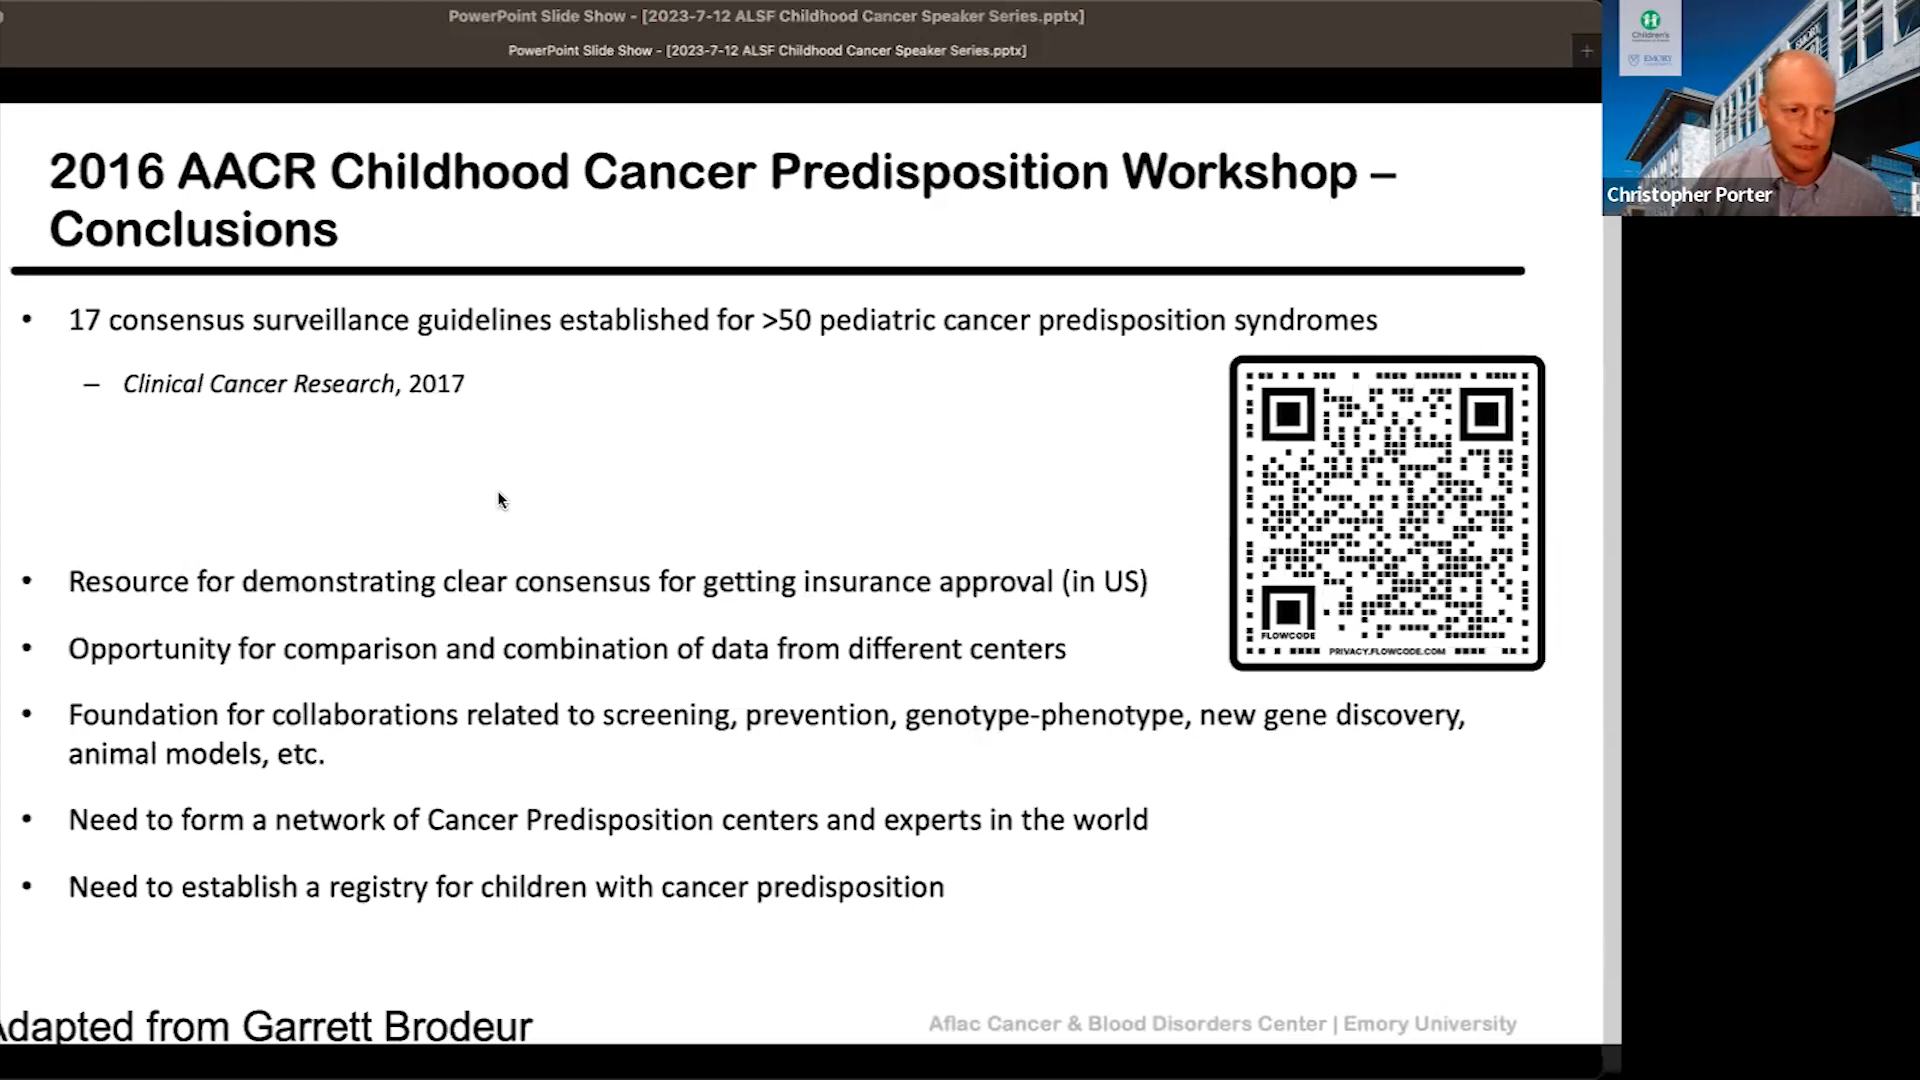 PowerPoint Slide Show - [2023-7-12 ALSF Childhood Cancer Speaker Series.pptx]
PowerPoint Slide Show - [2023-7-12 ALSF Childhood Cancer Speaker Series.pptx]
+
Children's
EMORY
Christopher Porter
2016 AACR Childhood Cancer Predisposition Workshop –
Conclusions
• 17 consensus surveillance guidelines established for >50 pediatric cancer predisposition syndromes
– Clinical Cancer Research, 2017
• Resource for demonstrating clear consensus for getting insurance approval (in US)
• Opportunity for comparison and combination of data from different centers
• Foundation for collaborations related to screening, prevention, genotype-phenotype, new gene discovery,
animal models, etc.
• Need to form a network of Cancer Predisposition centers and experts in the world
• Need to establish a registry for children with cancer predisposition
FLOWCODE
PRIVACY.FLOWCODE.COM
Adapted from Garrett Brodeur
Aflac Cancer & Blood Disorders Center | Emory University